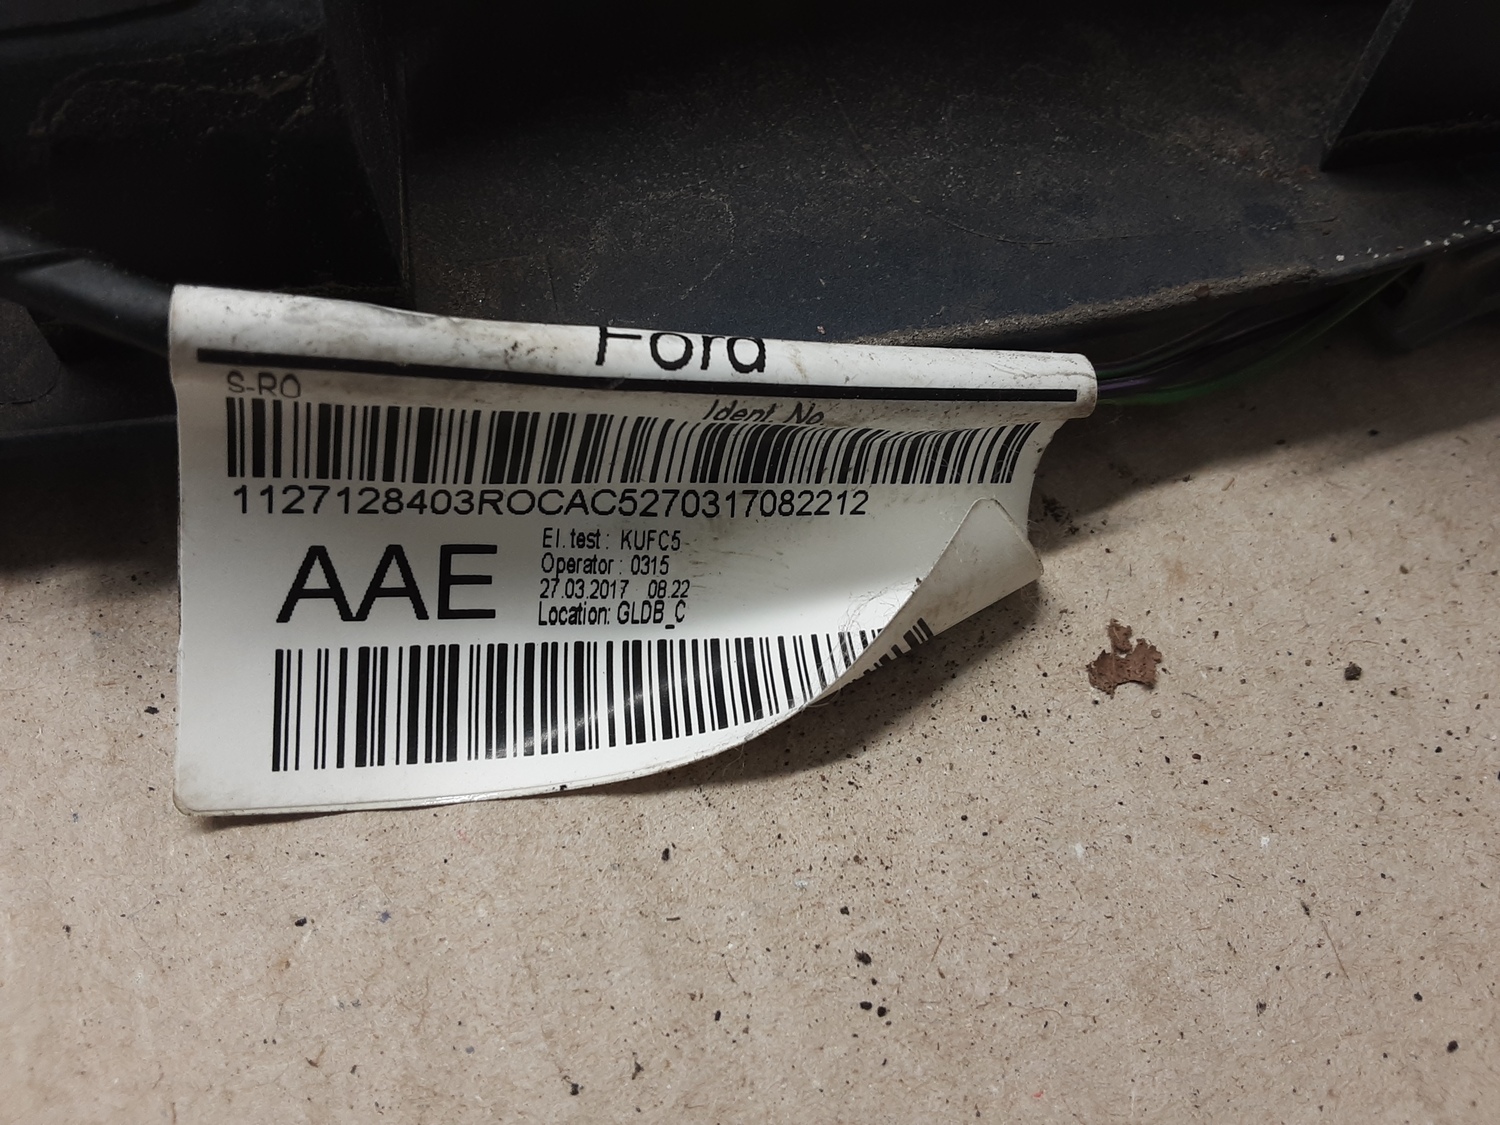 Ford
S-RO
Ident. No.
1127128403ROCAC5270317082212
AAE
El.test: KUFC5
Operator: 0315
27.03.2017 08.22
Location: GLDB_C